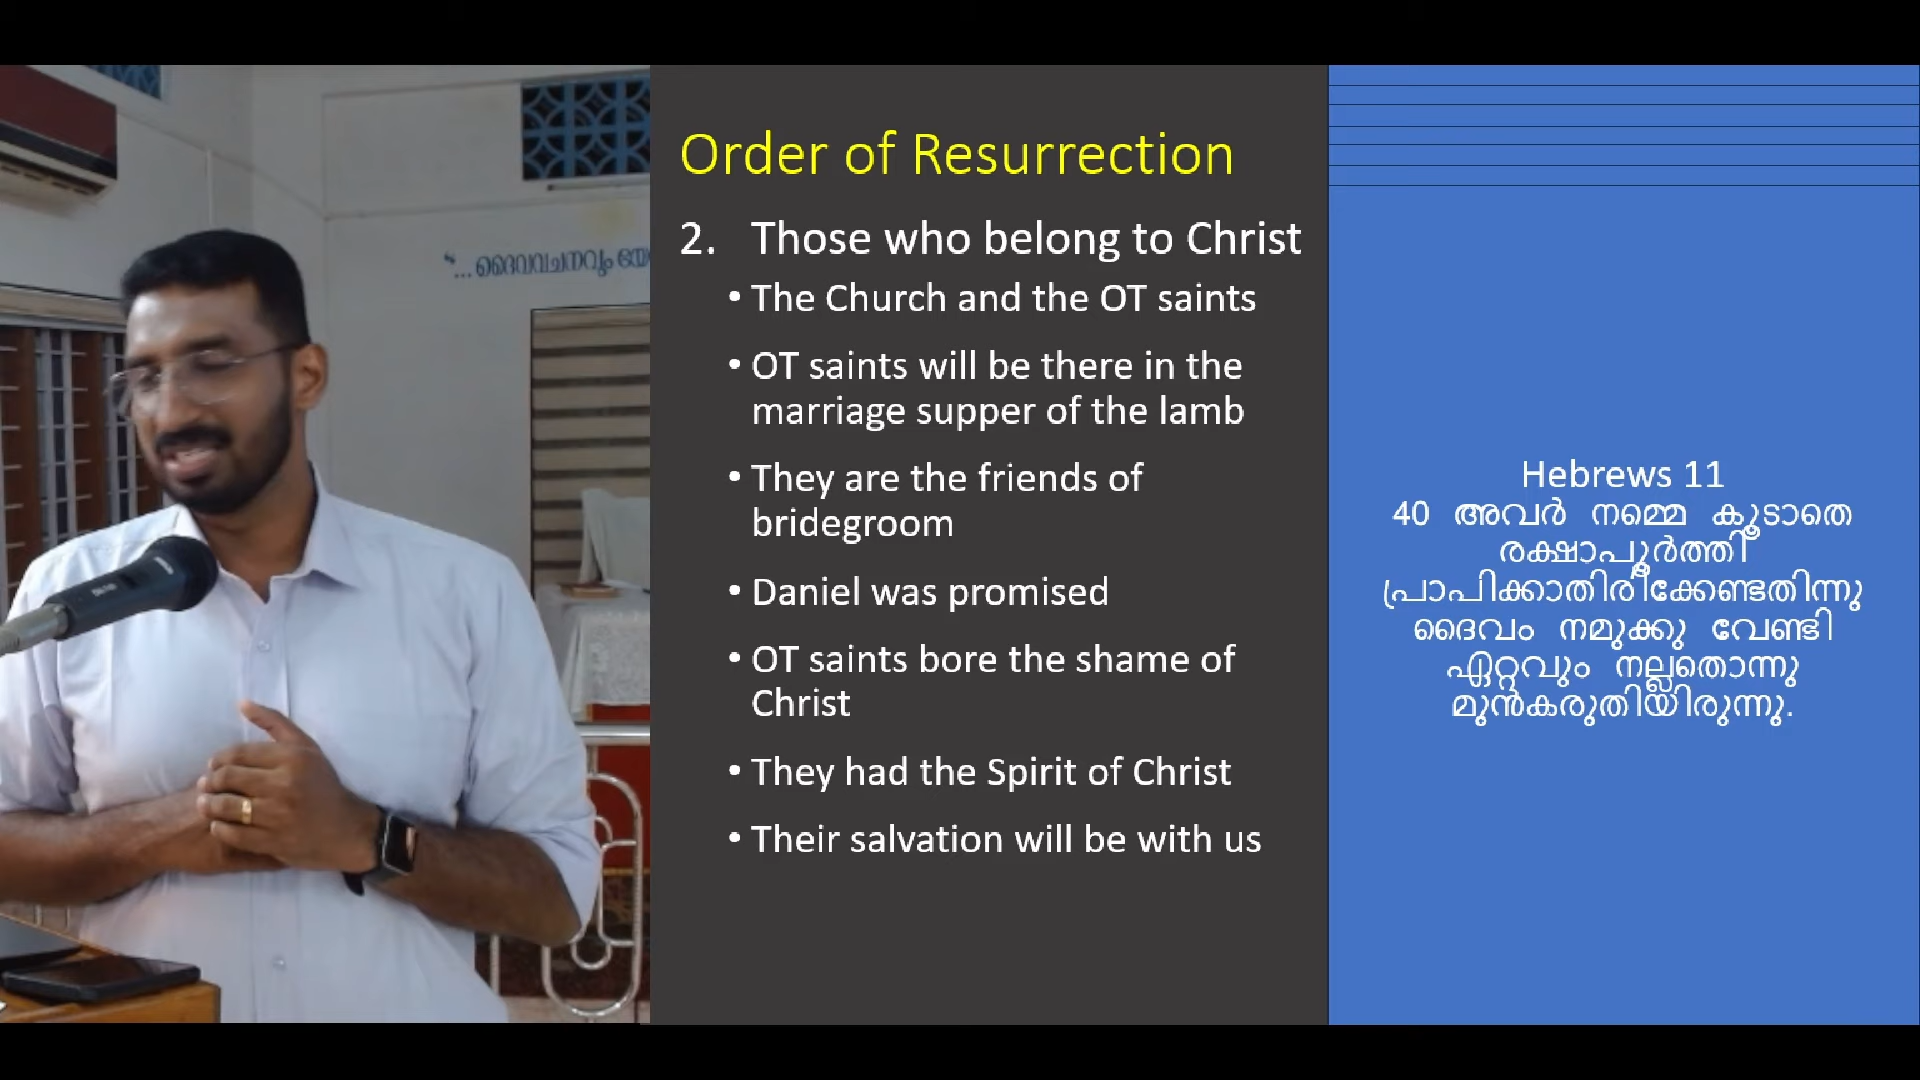 "...ദൈവവചനവും യേ
Order of Resurrection
2. Those who belong to Christ
• The Church and the OT saints
• OT saints will be there in the
marriage supper of the lamb
• They are the friends of
bridegroom
• Daniel was promised
• OT saints bore the shame of
Christ
• They had the Spirit of Christ
• Their salvation will be with us
Hebrews 11
40 അവർ നമ്മെ കൂടാതെ
രക്ഷാപൂർത്തി
പ്രാപിക്കാതിരിക്കേണ്ടതിന്നു
ദൈവം നമുക്കു വേണ്ടി
ഏറ്റവും നല്ലതൊന്നു
മുൻകരുതിയിരുന്നു.